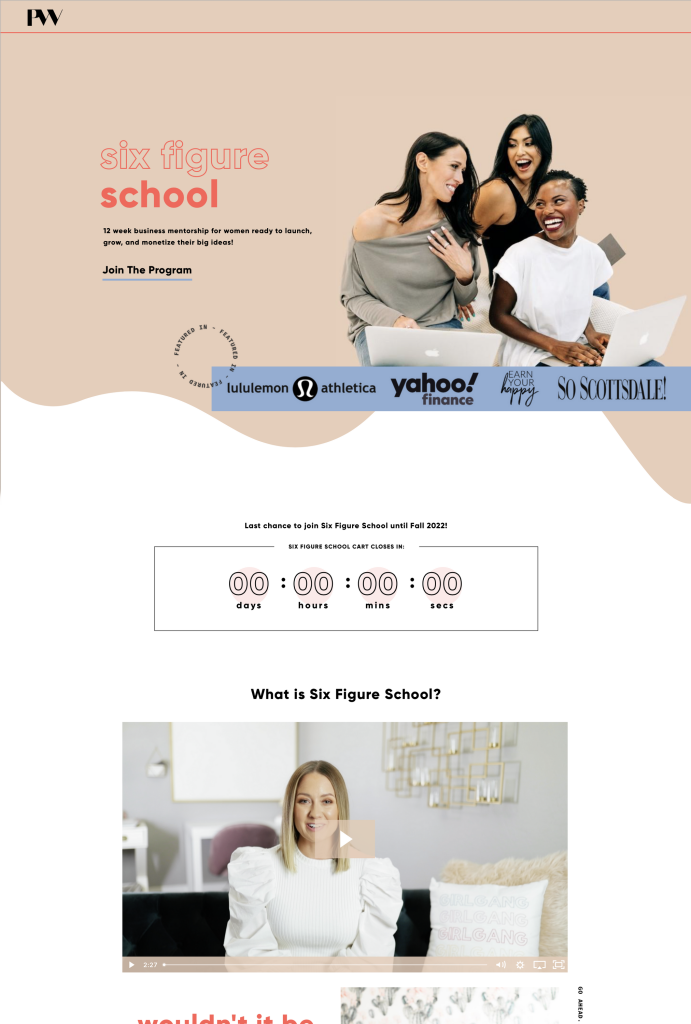 PW
six figure
school
12 week business mentorship for women ready to launch,
grow, and monetize their big ideas!
Join The Program
FEATURED IN - FEATURED IN - FEATURED IN -
lululemon athletica
yahoo!
finance
EARN
YOUR
happy
SO SCOTTSDALE!
Last chance to join Six Figure School until Fall 2022!
SIX FIGURE SCHOOL CART CLOSES IN:
00 : 00 : 00 : 00
days hours mins secs
What is Six Figure School?
GIRLGANG
GIRLGANG
GIRLGANG
2:27
GO AHEAD,
wouldn't it be